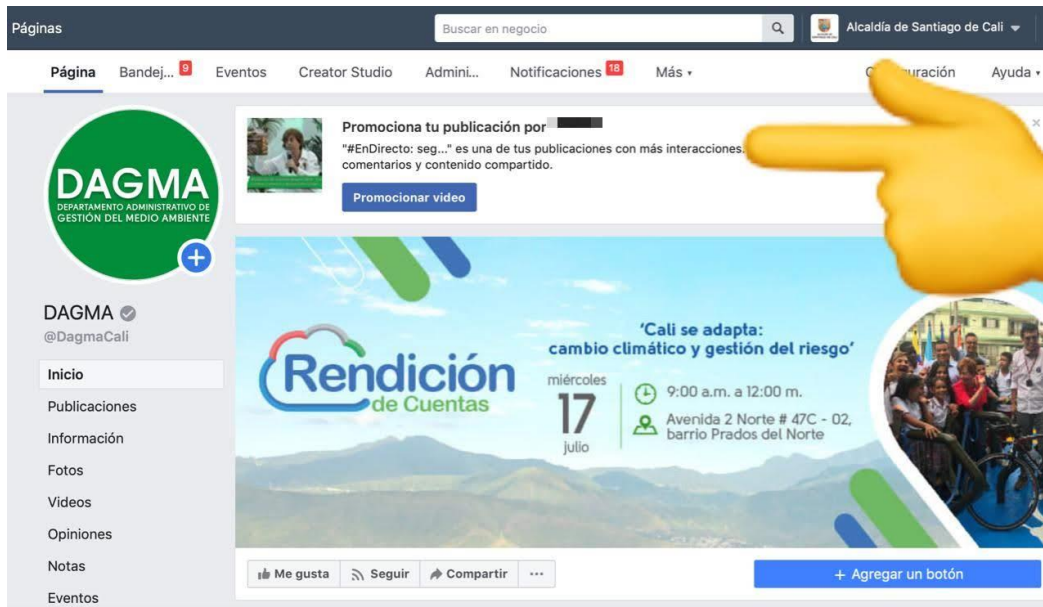 Páginas
Buscar en negocio
Alcaldía de Santiago de Cali
Página
Bandej... 9
Eventos
Creator Studio
Admini...
Notificaciones 18
Más
Ayuda
Promociona tu publicación por
"#EnDirecto: seg..." es una de tus publicaciones con más interacciones.
comentarios y contenido compartido.
Promocionar video
DAGMA
DEPARTAMENTO ADMINISTRATIVO DE
GESTIÓN DEL MEDIO AMBIENTE
DAGMA
@DagmaCali
Inicio
Publicaciones
Información
Fotos
Videos
Opiniones
Notas
Eventos
Rendición
de Cuentas
'Cali se adapta:
cambio climático y gestión del riesgo'
miércoles
17
julio
9:00 a.m. a 12:00 m.
Avenida 2 Norte # 47C - 02,
barrio Prados del Norte
Me gusta
Seguir
Compartir
...
+ Agregar un botón